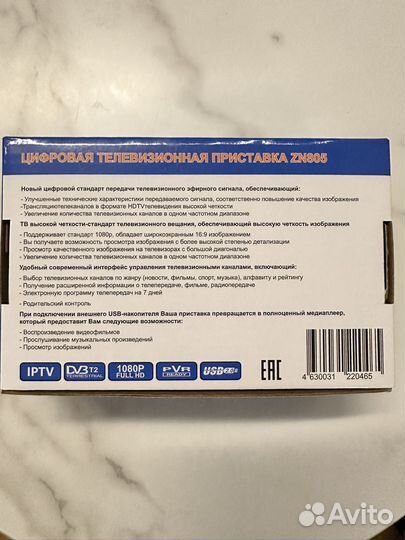 ЦИФРОВАЯ ТЕЛЕВИЗИОННАЯ ПРИСТАВКА ZN805
Новый цифровой стандарт передачи телевизионного эфирного сигнала, обеспечивающий:
- Улучшенные технические характеристики передаваемого сигнала, соответственно повышение качества изображения
-Трансляциютелеканалов в формате HDTVтелевидения высокой четкости
- Увеличение количества телевизионных каналов в одном частотном диапазоне
ТВ высокой четкости-стандарт телевизионного вещания, обеспечивающий высокую четкость изображения
- Поддерживает стандарт 1080p, обладает широкоэкранным 16:9 изображением
- Вы получаете возможность просмотра изображения с более высокой степенью детализации
- Просмотр качественного изображения на телевизорах с большой диагональю
- Увеличение количества телевизионных каналов в одном частотном диапазоне
Удобный современный интерфейс управления телевизионными каналами, включающий:
- Выбор телевизионных каналов по жанру (новости, фильмы, спорт, музыка), алфавиту и рейтингу
- Получение расширенной информации о телепередаче, фильме, радиопередаче
- Электронную программу телепередач на 7 дней
- Родительский контроль
При подключении внешнего USB-накопителя Ваша приставка превращается в полноценный медиаплеер,
который предоставит Вам следующие возможности:
- Воспроизведение видеофильмов
- Прослушивание музыкальных произведений
- Просмотр изображений
IPTV
DVB T2
TERRESTRIAL
1080P
FULL HD
PVR
READY
USB 2.0
EAC
4 630031 220465
Avito